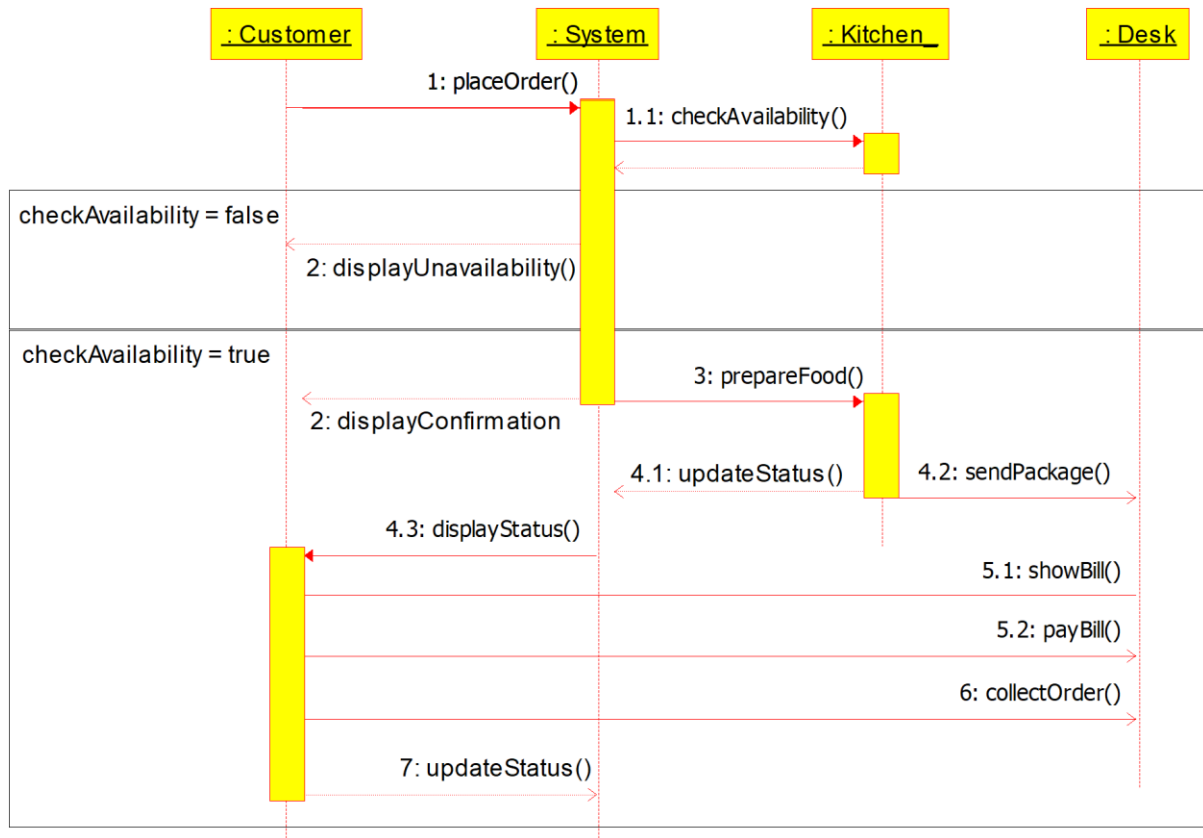 : Customer
: System
: Kitchen_
: Desk
1: placeOrder()
1.1: checkAvailability()
checkAvailability = false
2: displayUnavailability()
checkAvailability = true
3: prepareFood()
2: displayConfirmation
4.1: updateStatus()
4.2: sendPackage()
4.3: displayStatus()
5.1: showBill()
5.2: payBill()
6: collectOrder()
7: updateStatus()